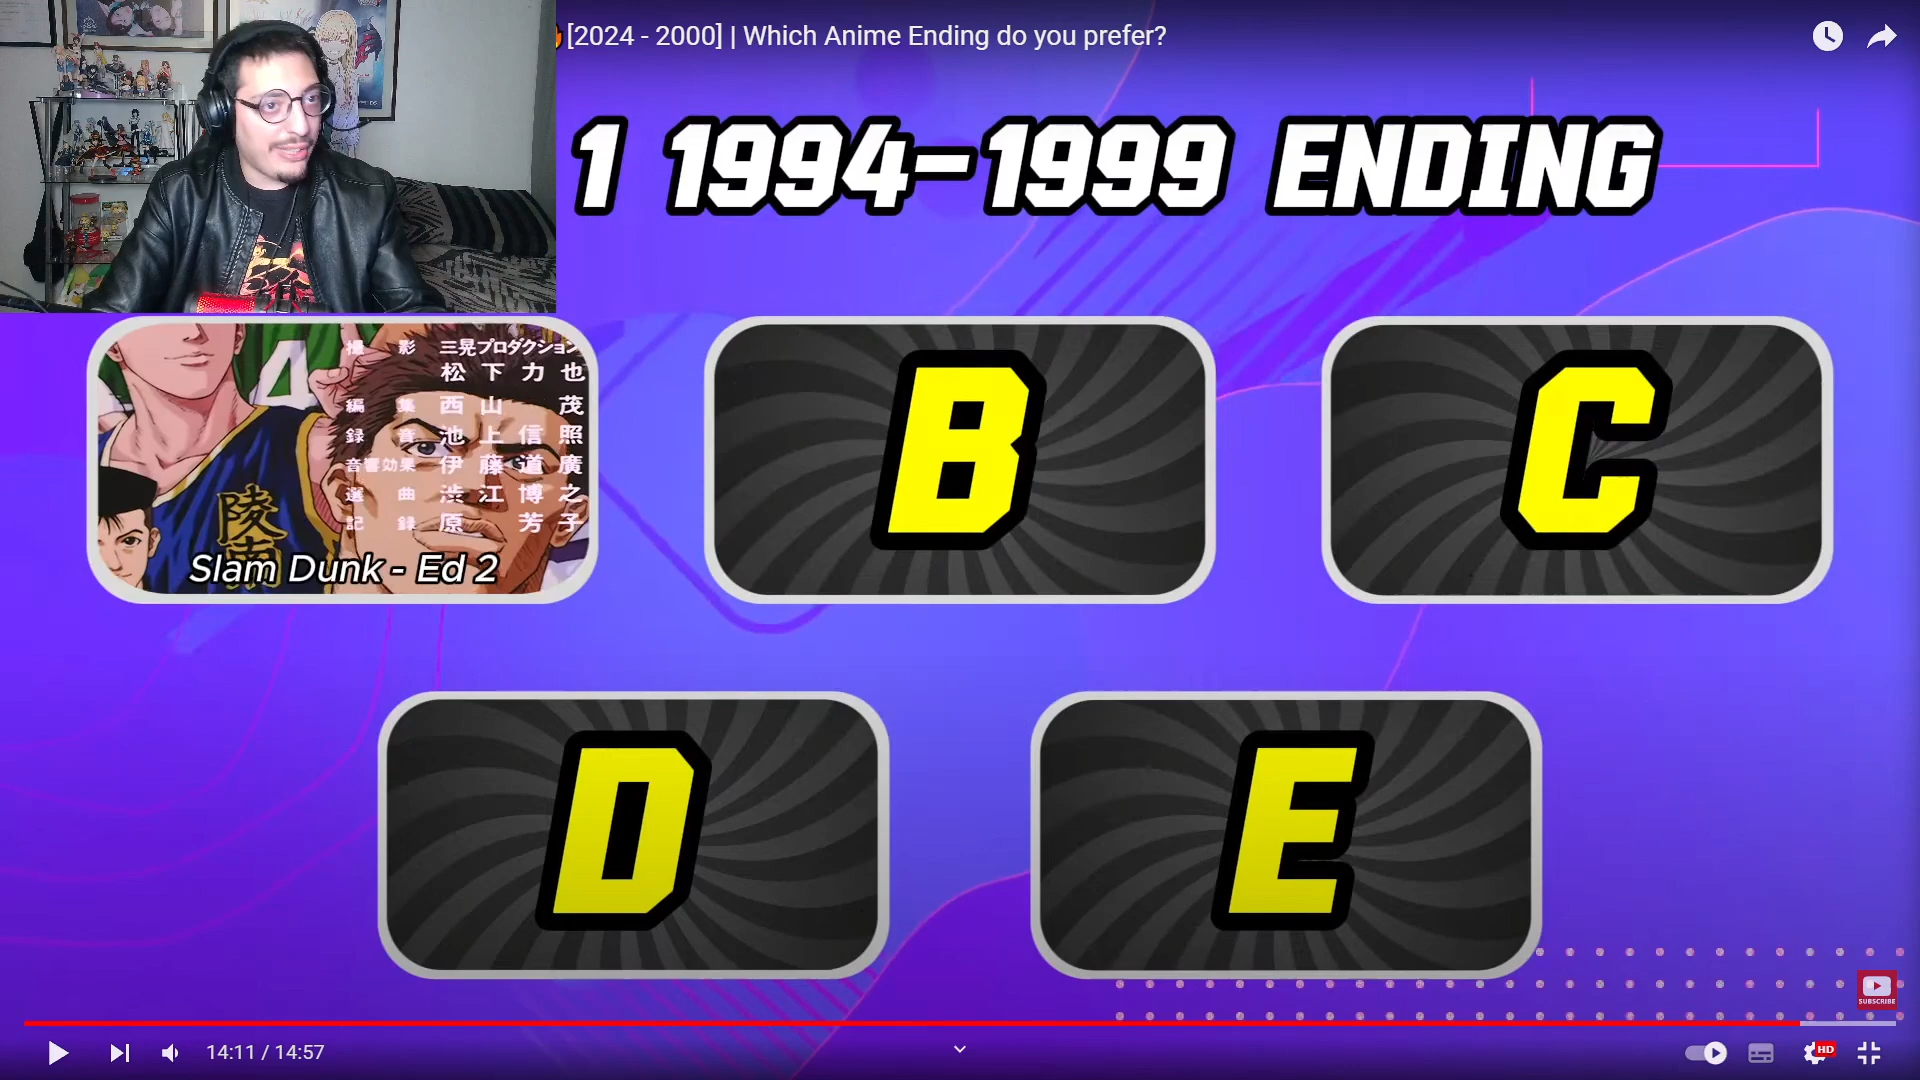 [2024 - 2000] | Which Anime Ending do you prefer?
1 1994-1999 ENDING
撮 影 三晃プロダクション
松下力也
編 集 西山 茂
録 音 池上信照
音響効果 伊藤道廣
選 曲 渋江博之
記 録 原 芳子
陵
Slam Dunk - Ed 2
B
C
D
E
SUBSCRIBE
14:11 / 14:57
HD